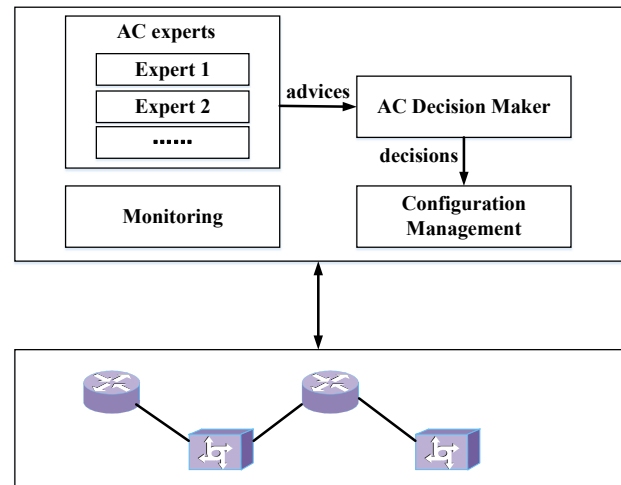 AC experts
Expert 1
Expert 2
......
advices
AC Decision Maker
decisions
Monitoring
Configuration
Management